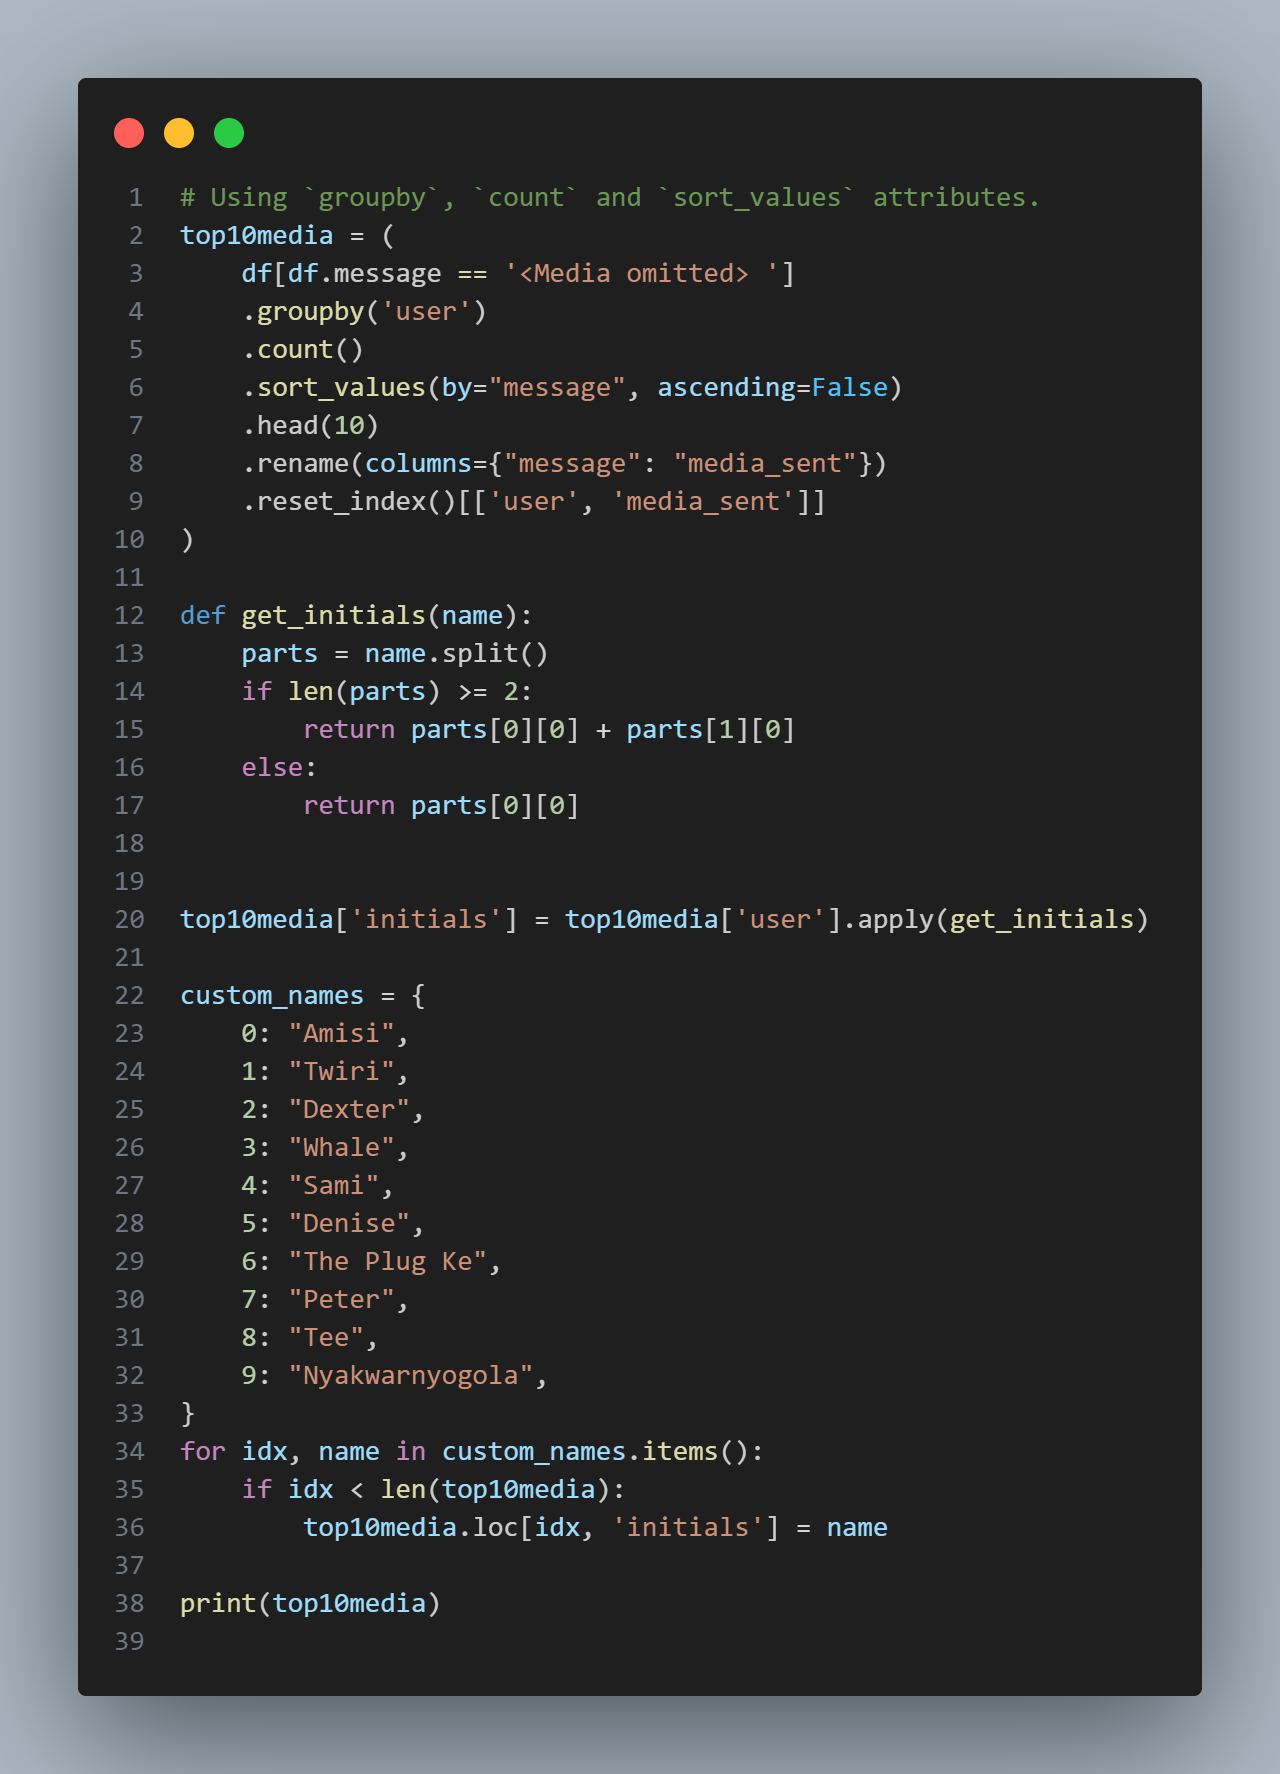 1 # Using `groupby`, `count` and `sort_values` attributes.
2 top10media = (
3     df[df.message == '<Media omitted> ']
4     .groupby('user')
5     .count()
6     .sort_values(by="message", ascending=False)
7     .head(10)
8     .rename(columns={"message": "media_sent"})
9     .reset_index()[['user', 'media_sent']]
10 )
11
12 def get_initials(name):
13     parts = name.split()
14     if len(parts) >= 2:
15         return parts[0][0] + parts[1][0]
16     else:
17         return parts[0][0]
18
19
20 top10media['initials'] = top10media['user'].apply(get_initials)
21
22 custom_names = {
23     0: "Amisi",
24     1: "Twiri",
25     2: "Dexter",
26     3: "Whale",
27     4: "Sami",
28     5: "Denise",
29     6: "The Plug Ke",
30     7: "Peter",
31     8: "Tee",
32     9: "Nyakwarnyogola",
33 }
34 for idx, name in custom_names.items():
35     if idx < len(top10media):
36         top10media.loc[idx, 'initials'] = name
37
38 print(top10media)
39